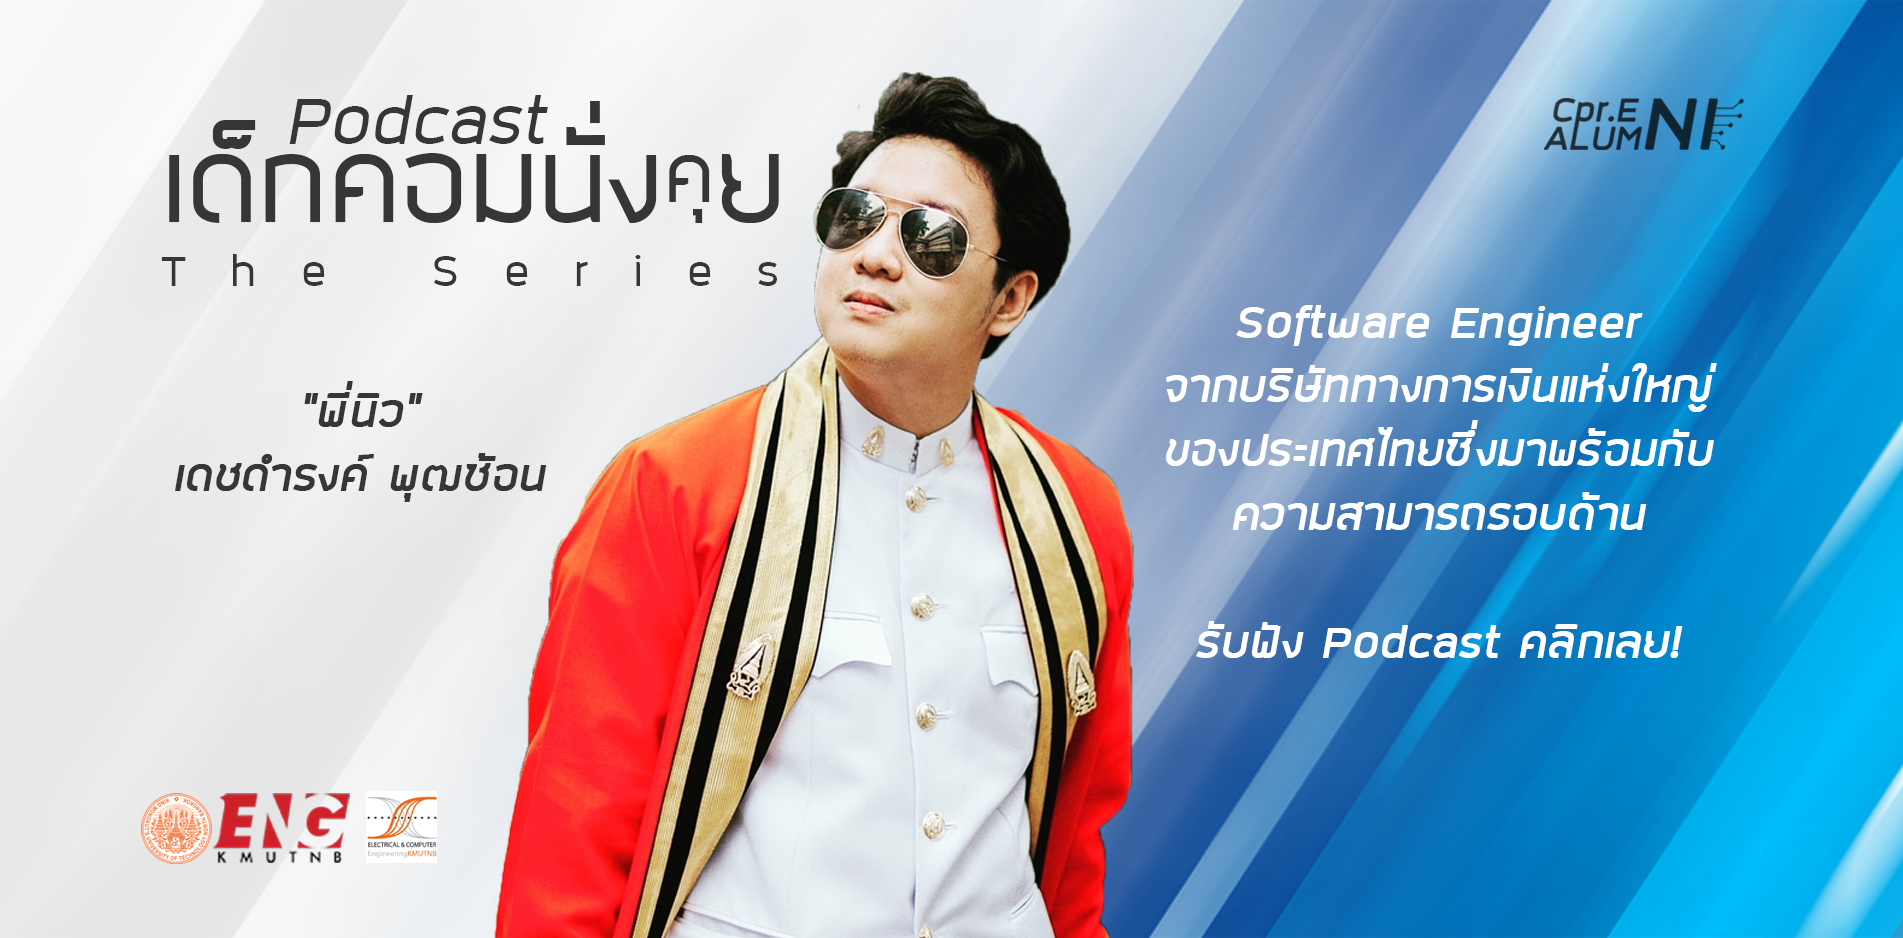 Podcast
เด็กคอมนั่งคุย
The Series
"พี่นิว"
เดชดำรงค์ พุฒซ้อน
Cpr.E
ALUMNI
Software Engineer
จากบริษัททางการเงินแห่งใหญ่
ของประเทศไทยซึ่งมาพร้อมกับ
ความสามารถรอบด้าน
รับฟัง Podcast คลิกเลย!
ENG
KMUTNB
ELECTRICAL & COMPUTER
EngineeringKMUTNB